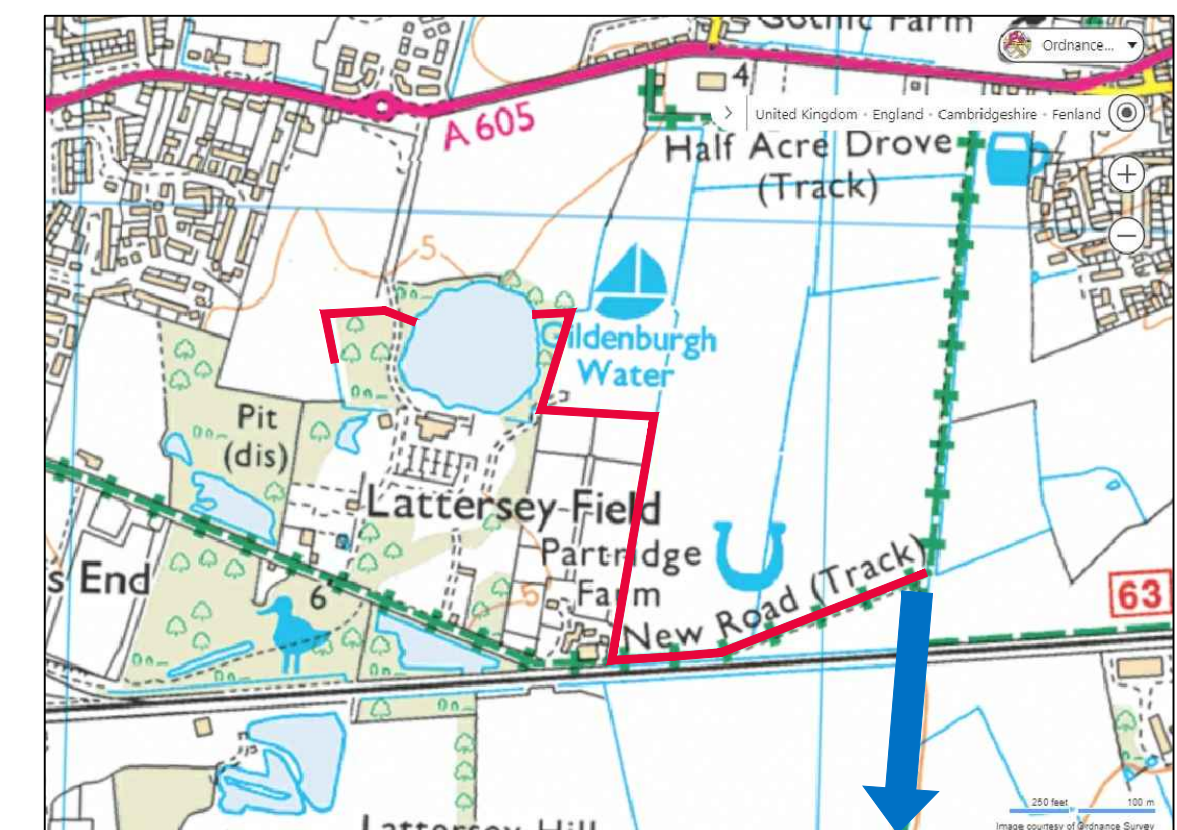 Gothic Farm
Ordnance...
4
A 605
United Kingdom - England - Cambridgeshire - Fenland
Half Acre Drove
(Track)
5
Gildenburgh
Water
Pit
(dis)
Lattersey Field
Partridge
Farm
5
New Road (Track)
s End
6
63
Lattersey Hill
250 feet
100 m
Image courtesy of Ordnance Survey